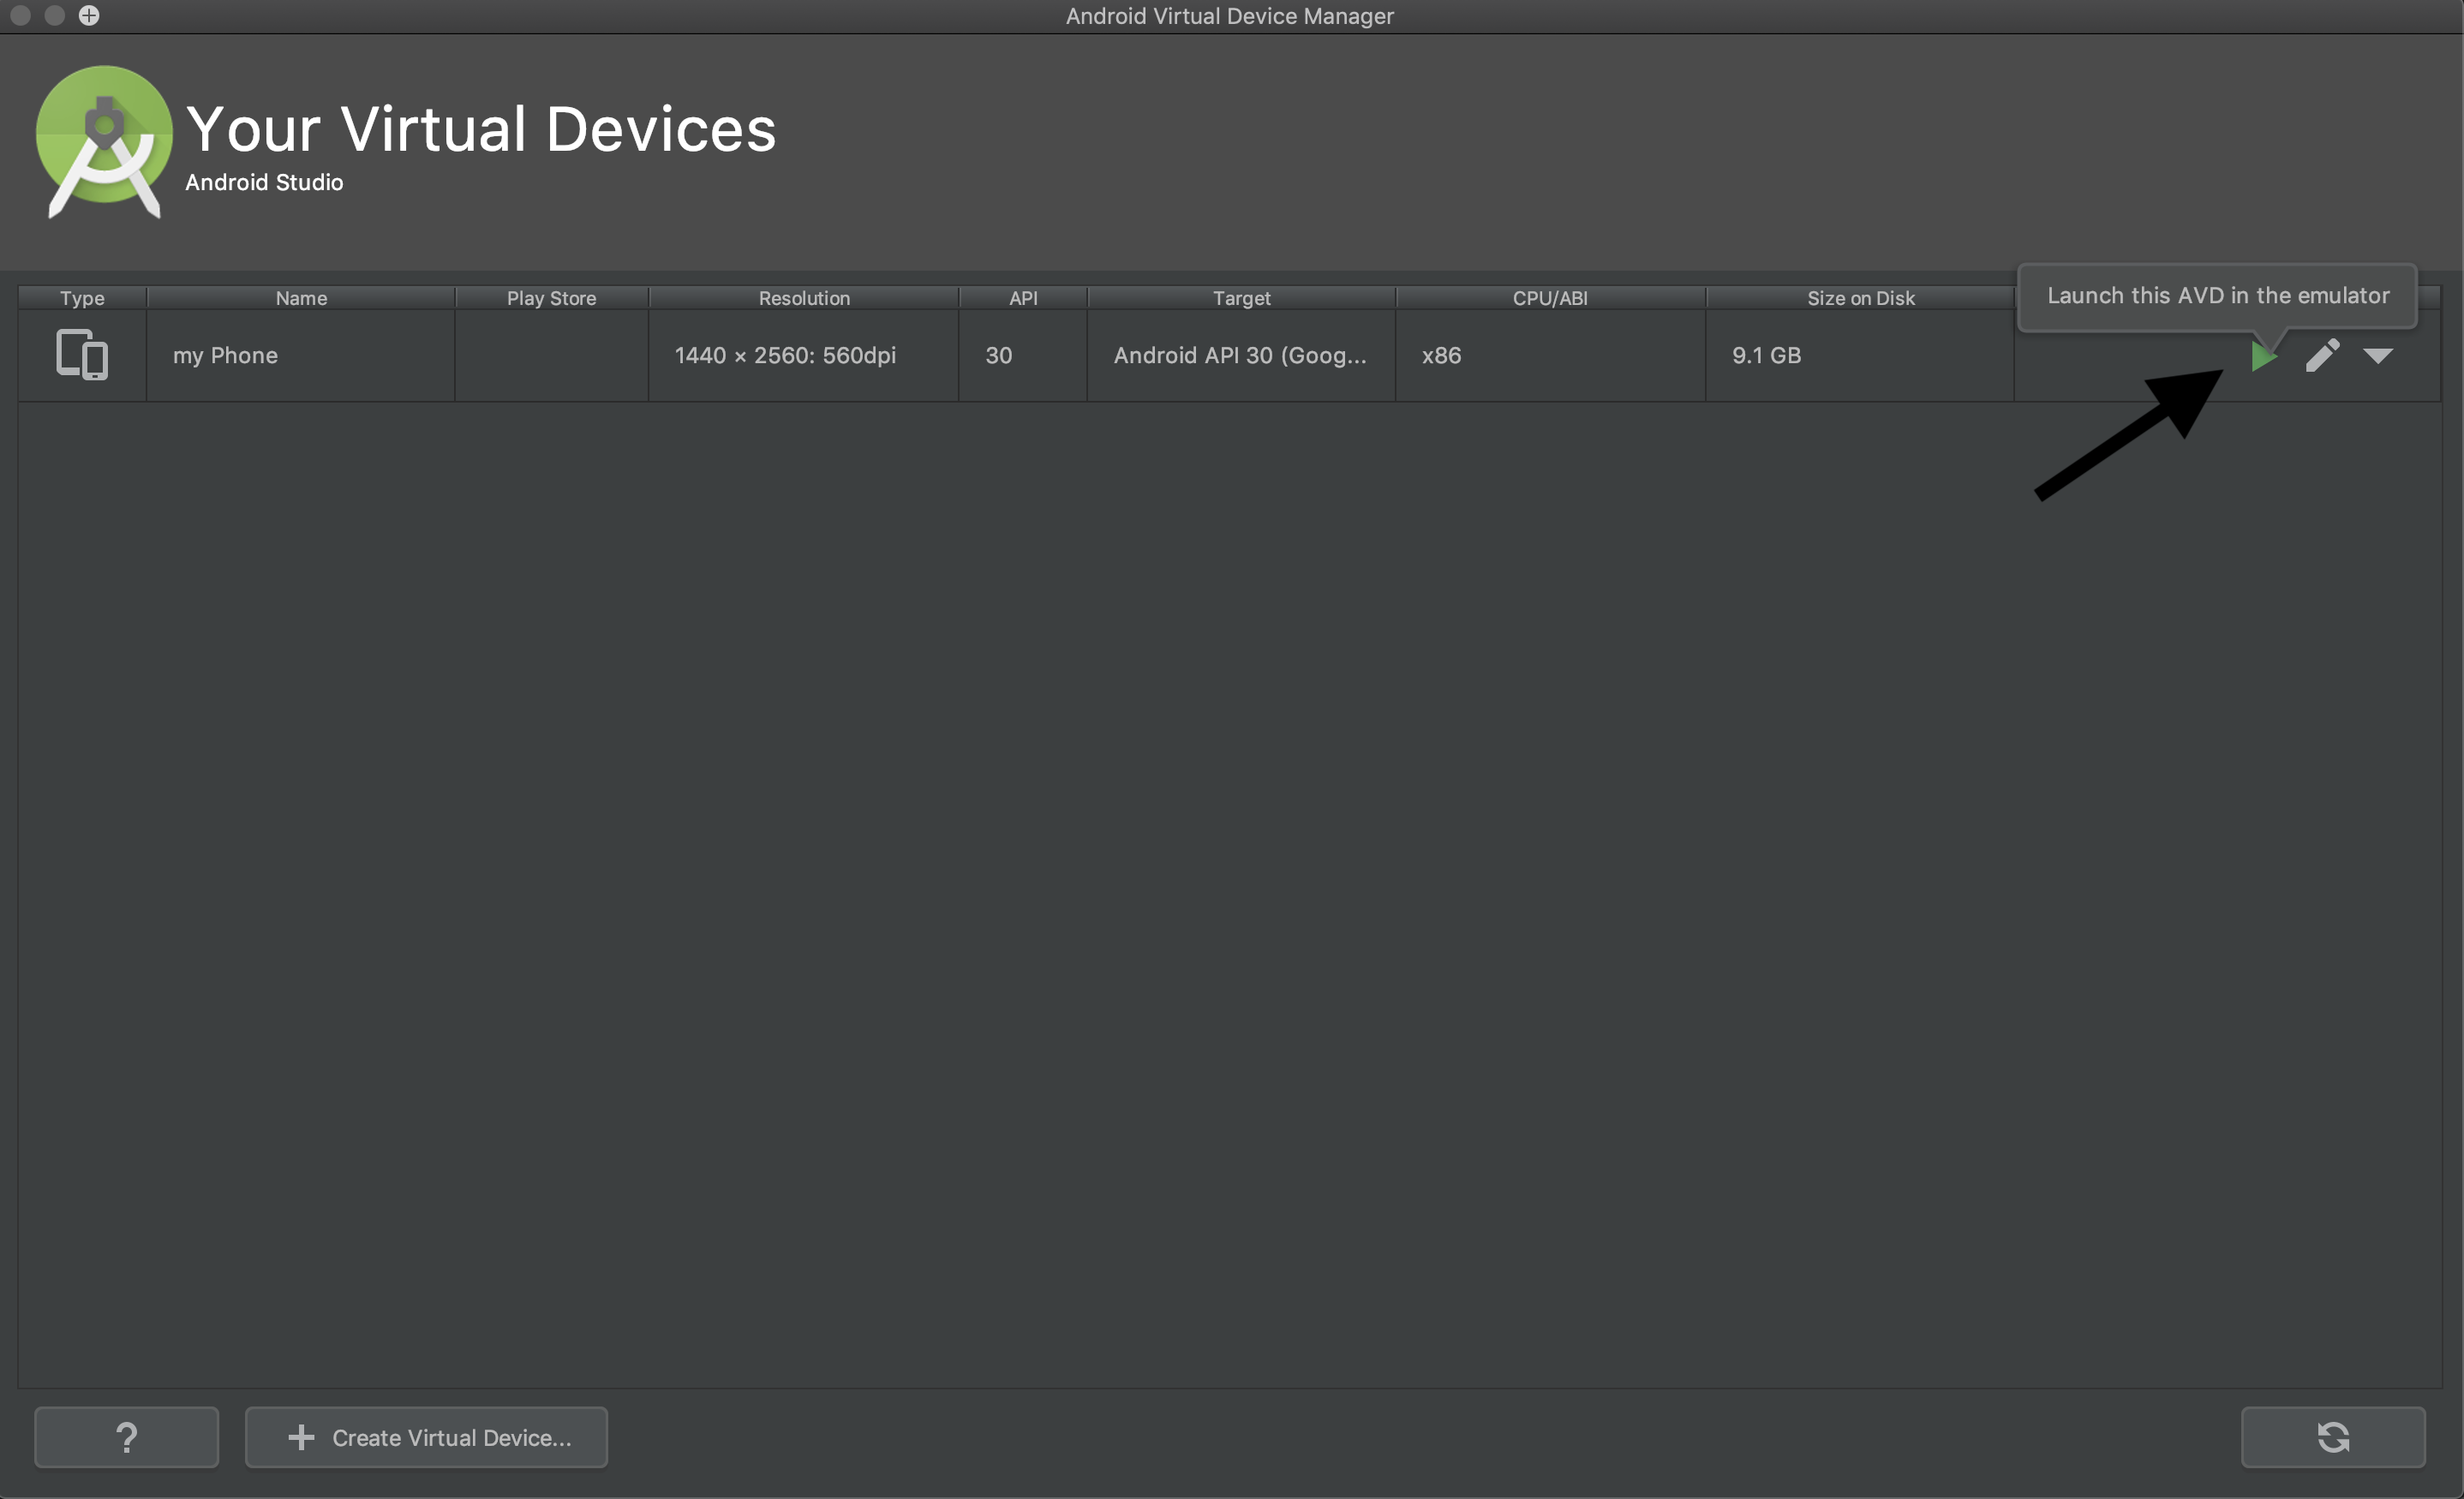 Android Virtual Device Manager
Your Virtual Devices
Android Studio
Type Name Play Store Resolution API Target CPU/ABI Size on Disk
Launch this AVD in the emulator
my Phone 1440 × 2560: 560dpi 30 Android API 30 (Goog... x86 9.1 GB
? + Create Virtual Device...